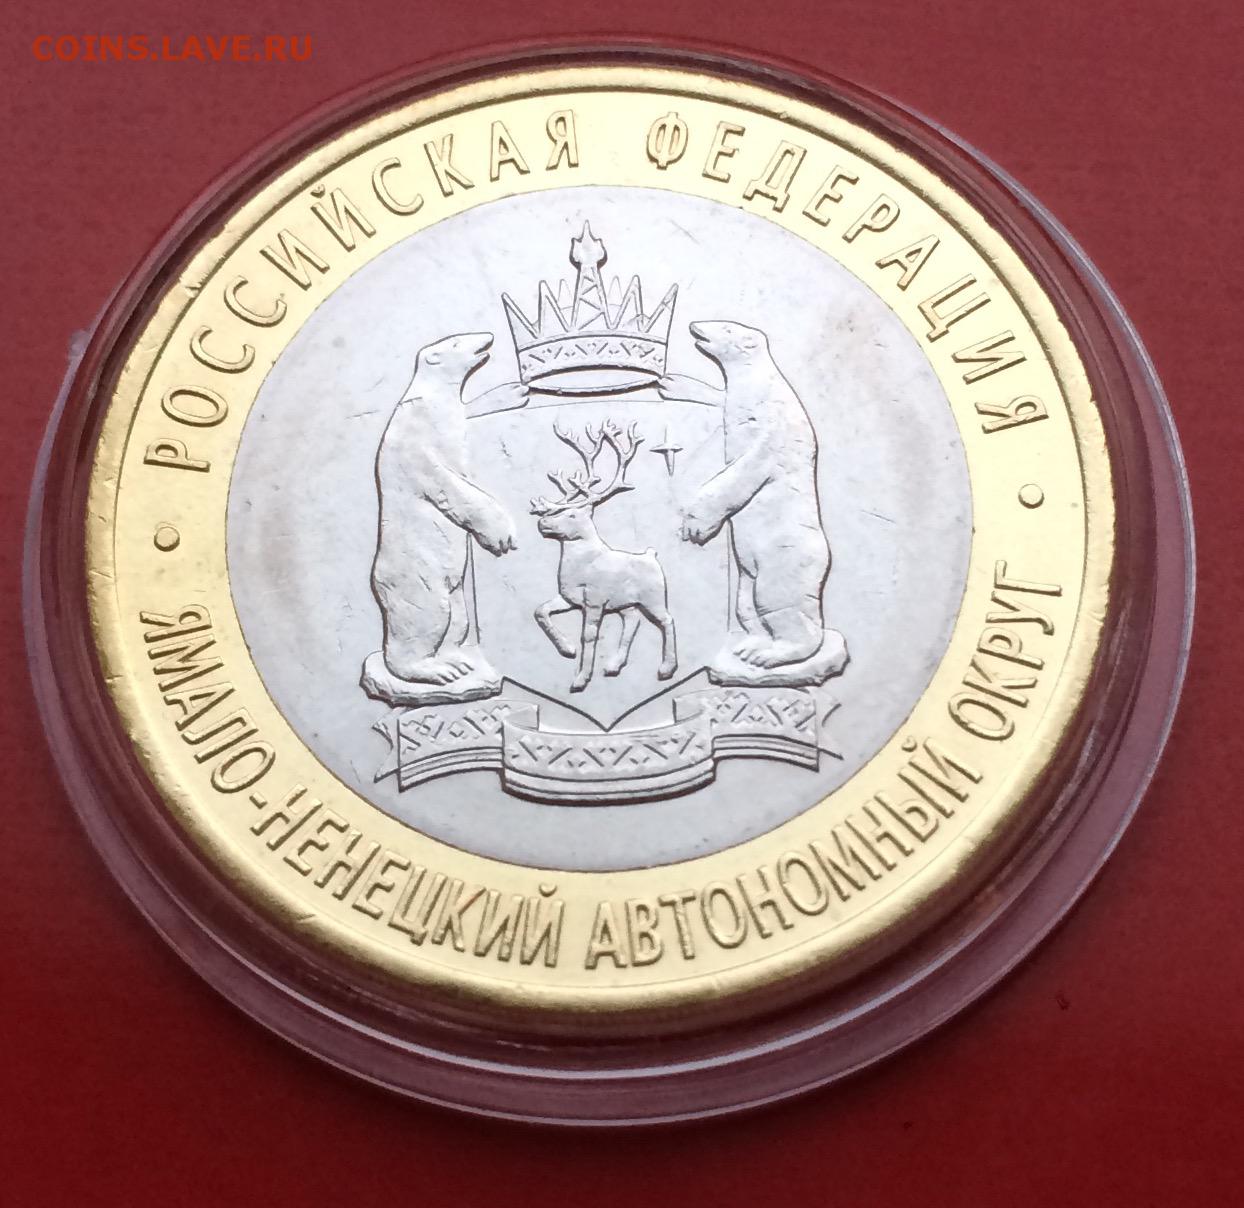 COINS.LAVE.RU
• РОССИЙСКАЯ ФЕДЕРАЦИЯ •
ЯМАЛО-НЕНЕЦКИЙ АВТОНОМНЫЙ ОКРУГ